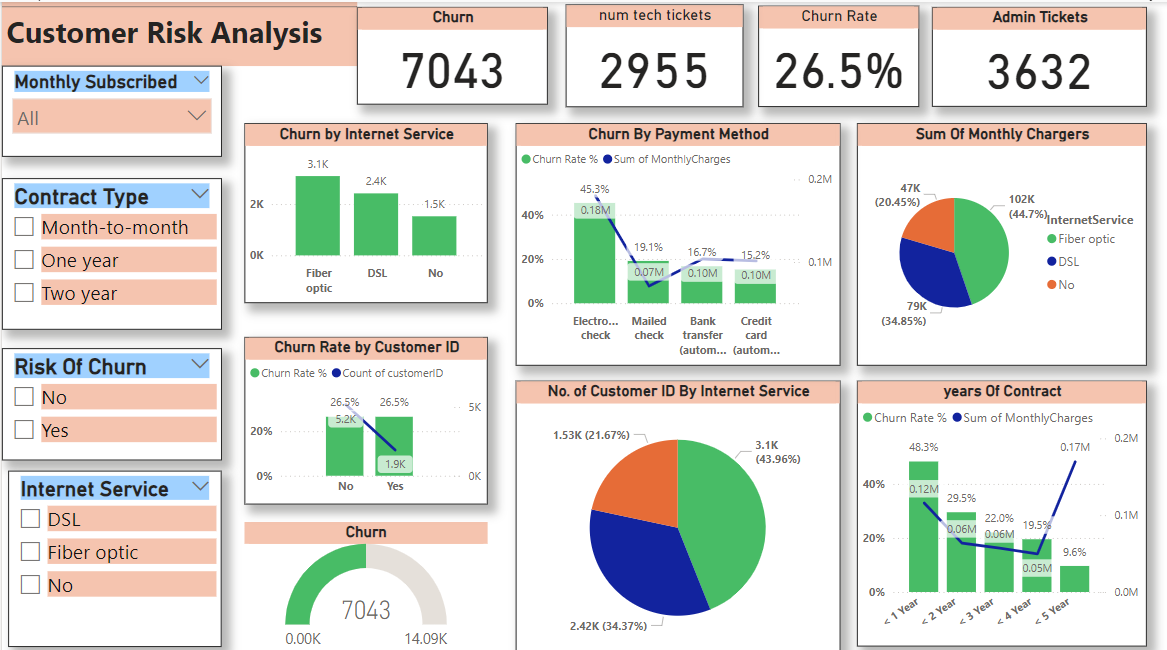 Customer Risk Analysis
Churn
7043
num tech tickets
2955
Churn Rate
26.5%
Admin Tickets
3632
Monthly Subscribed
All
Contract Type
Month-to-month
One year
Two year
Risk Of Churn
No
Yes
Internet Service
DSL
Fiber optic
No
Churn by Internet Service
3.1K
2.4K
1.5K
2K
0K
Fiber
optic
DSL
No
Churn By Payment Method
Churn Rate % Sum of MonthlyCharges
0.2M
45.3%
0.18M
40%
19.1%
16.7%
15.2%
20%
0.1M
0.07M
0.10M
0.10M
0%
Electro...
check
Mailed
check
Bank
transfer
(autom...
Credit
card
(autom...
Sum Of Monthly Chargers
47K
(20.45%)
102K
(44.7%)
79K
(34.85%)
InternetService
Fiber optic
DSL
No
Churn Rate by Customer ID
Churn Rate % Count of customerID
26.5%
26.5%
5K
5.2K
20%
1.9K
0%
0K
No
Yes
Churn
7043
0.00K
14.09K
No. of Customer ID By Internet Service
1.53K (21.67%)
3.1K
(43.96%)
2.42K (34.37%)
years Of Contract
Churn Rate % Sum of MonthlyCharges
0.2M
48.3%
0.17M
40%
0.12M
29.5%
22.0%
19.5%
0.1M
0.06M
0.06M
20%
0.05M
9.6%
0%
0.0M
< 1 Year
< 2 Year
< 3 Year
< 4 Year
< 5 Year